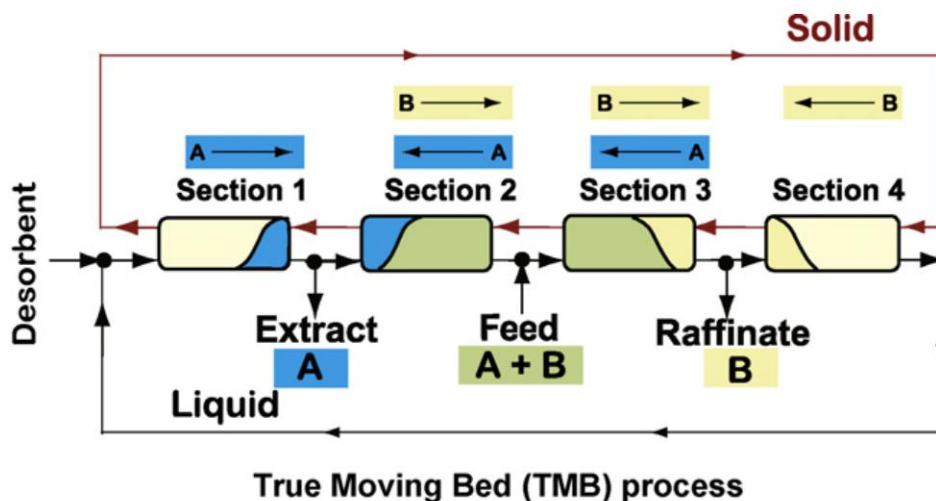 Solid
B B B
A A A
Section 1 Section 2 Section 3 Section 4
Desorbent
Extract Feed Raffinate
A A + B B
Liquid
True Moving Bed (TMB) process